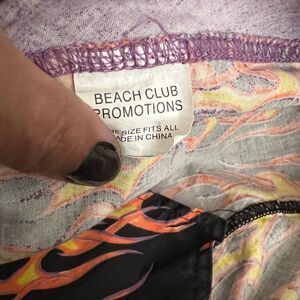 BEACH CLUB
PROMOTIONS
SIZE FITS ALL
IN CHINA